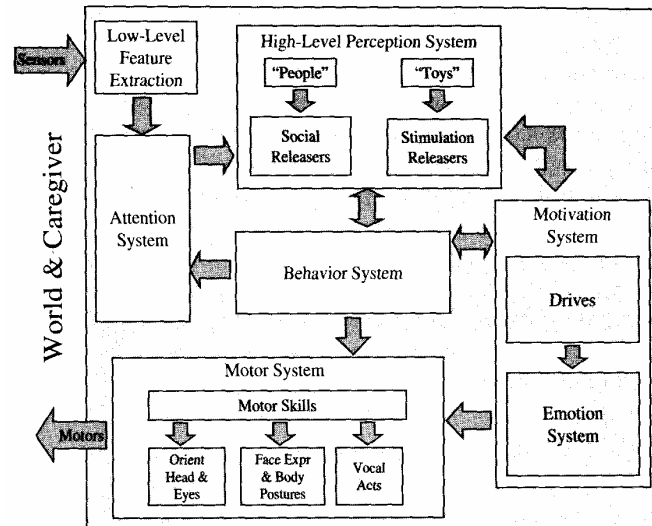 Sensors
World & Caregiver
Motors
Low-Level
Feature
Extraction
High-Level Perception System
“People”
“Toys”
Social
Releasers
Stimulation
Releasers
Attention
System
Behavior System
Motivation
System
Drives
Emotion
System
Motor System
Motor Skills
Orient
Head &
Eyes
Face Expr
& Body
Postures
Vocal
Acts